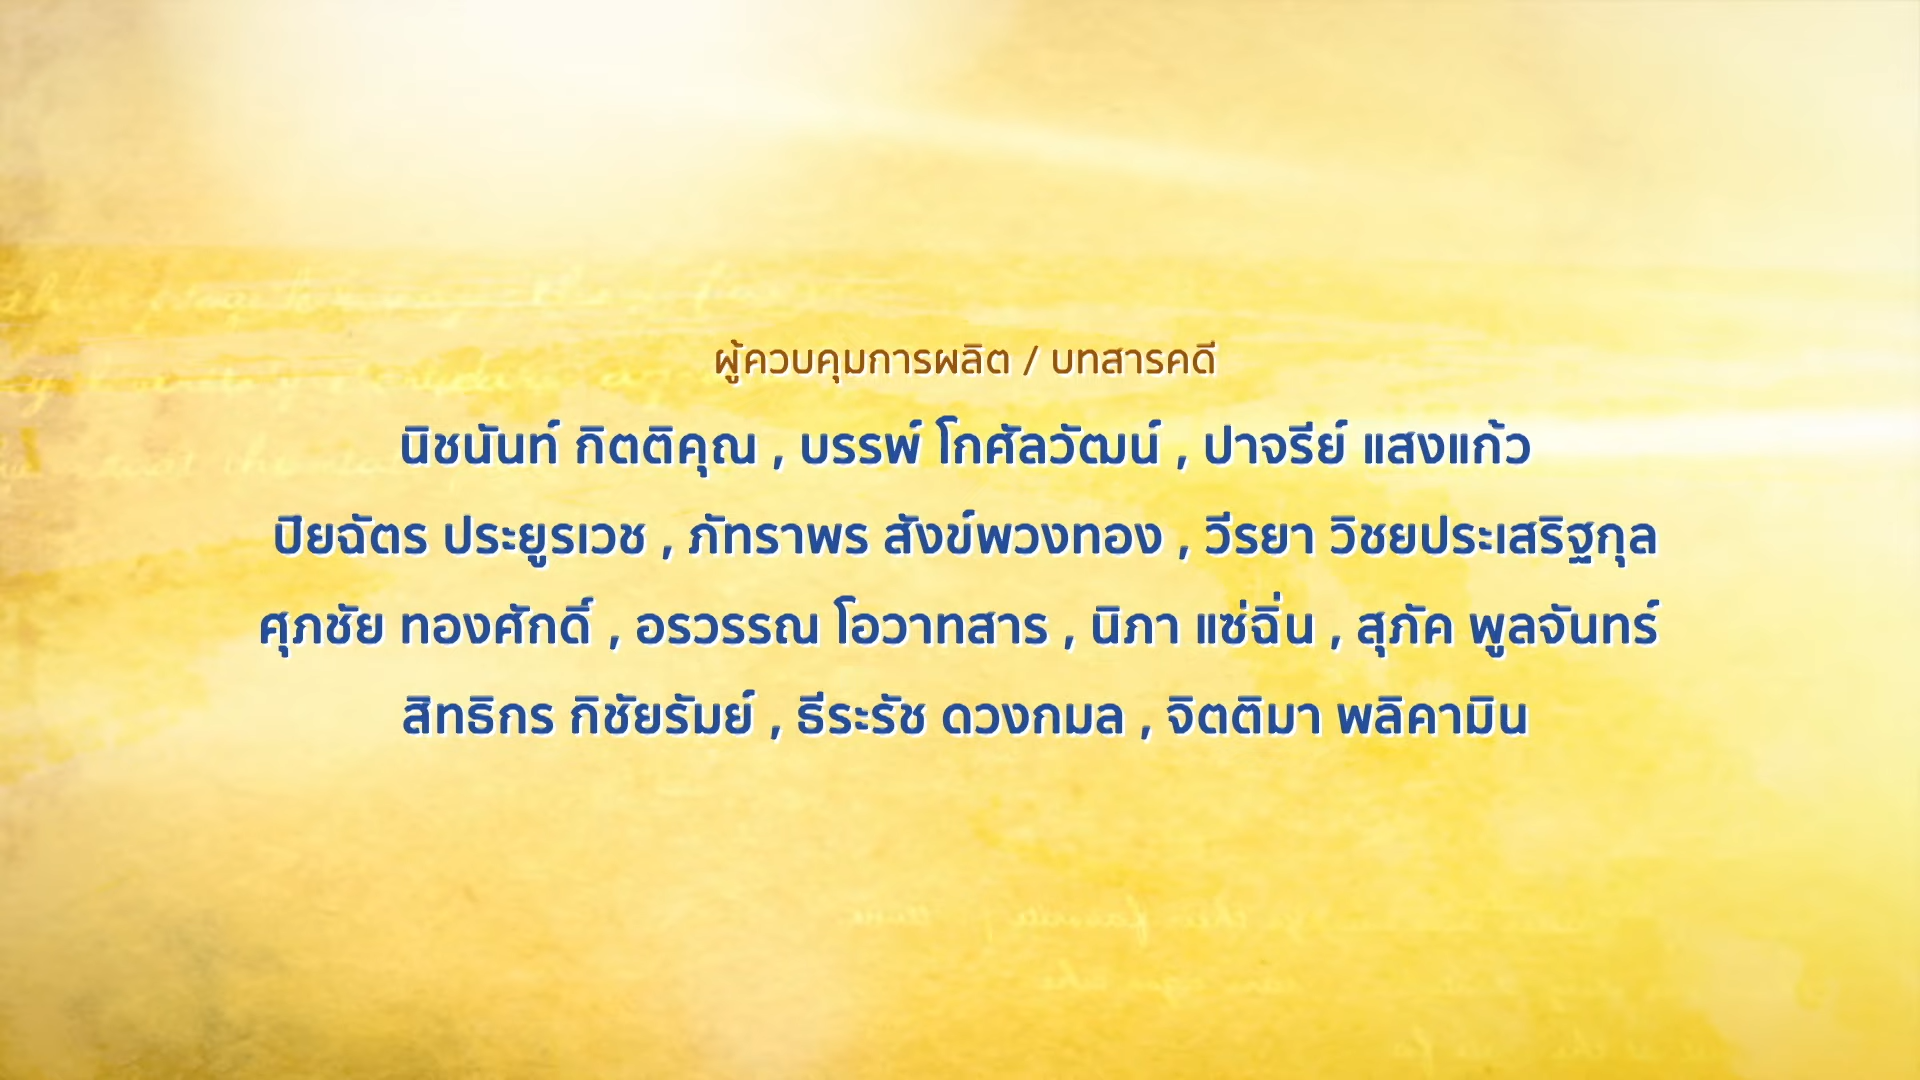 ผู้ควบคุมการผลิต / บทสารคดี
นิชนันท์ กิตติคุณ , บรรพ์ โกศัลวัฒน์ , ปาจรีย์ แสงแก้ว
ปิยฉัตร ประยูรเวช , ภัทราพร สังข์พวงทอง , วีรยา วิชยประเสริฐกุล
ศุภชัย ทองศักดิ์ , อรวรรณ โอวาทสาร , นิภา แซ่ฉิ่น , สุภัค พูลจันทร์
สิทธิกร กิชัยรัมย์ , ธีระรัช ดวงกมล , จิตติมา พลิคามิน